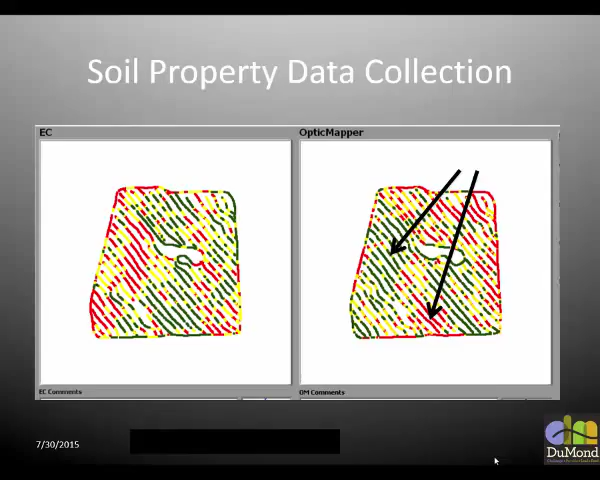 Soil Property Data Collection
EC
OpticMapper
EC Comments
OM Comments
7/30/2015
DuMond